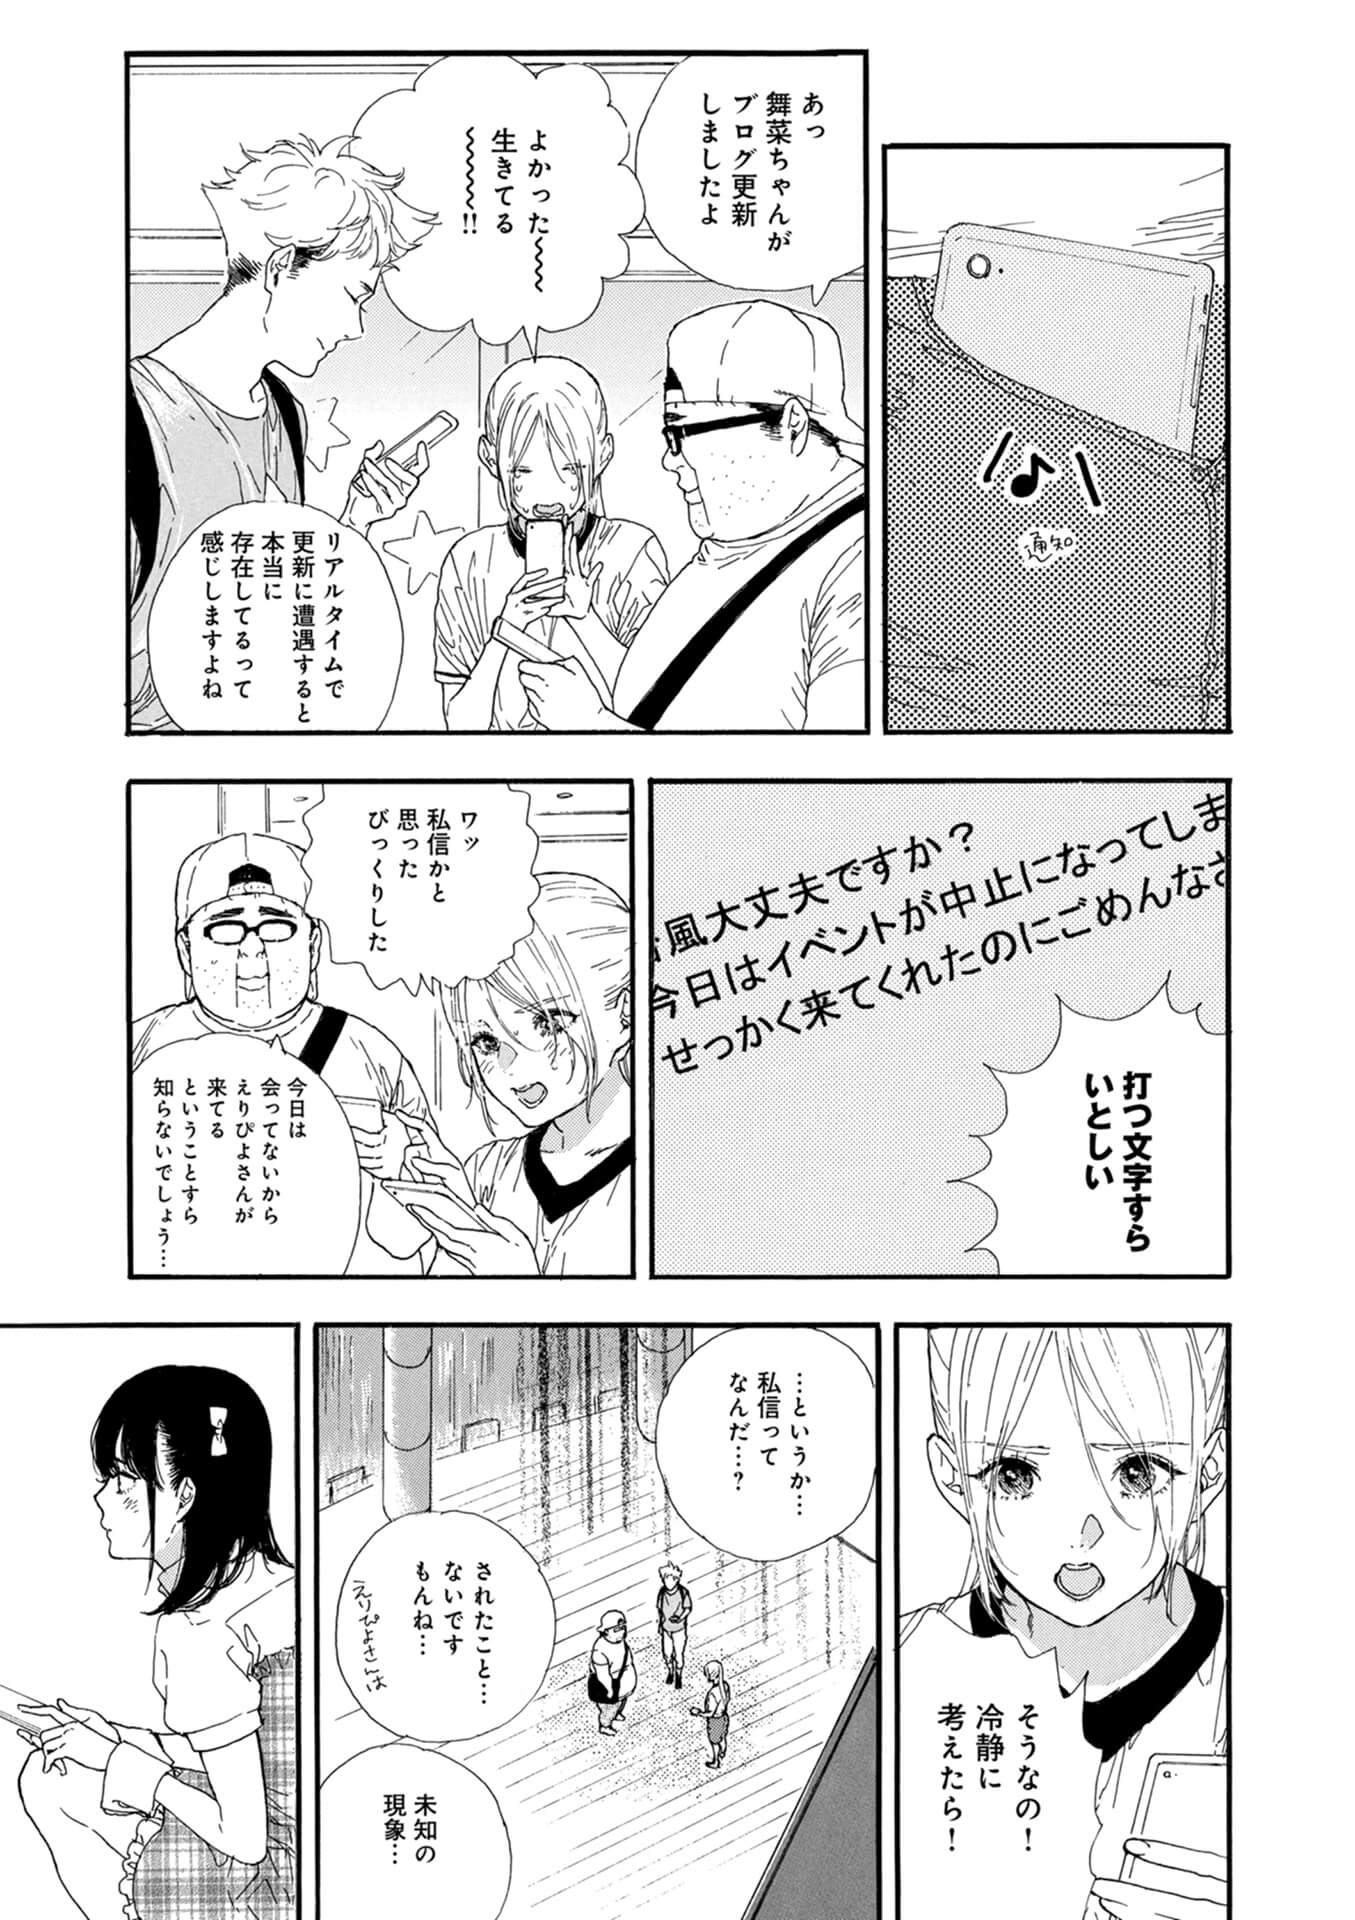 通知
あっ
舞菜ちゃんが
ブログ更新
しましたよ
よかった〜〜〜
生きてる
〜〜〜〜!!
リアルタイムで
更新に遭遇すると
本当に
存在してるって
感じしますよね
風大丈夫ですか？
今日はイベントが中止になってしま
せっかく来てくれたのにごめんなさ
打つ文字すら
いとしい
ワッ
私信かと
思った
びっくりした
今日は
会ってないから
えりぴよさんが
来てる
ということすら
知らないでしょう…
そうなの！
冷静に
考えたら！
…というか…
私信って
なんだ…？
されたこと…
ないです
もんね…
えりぴよさんは
未知の
現象…